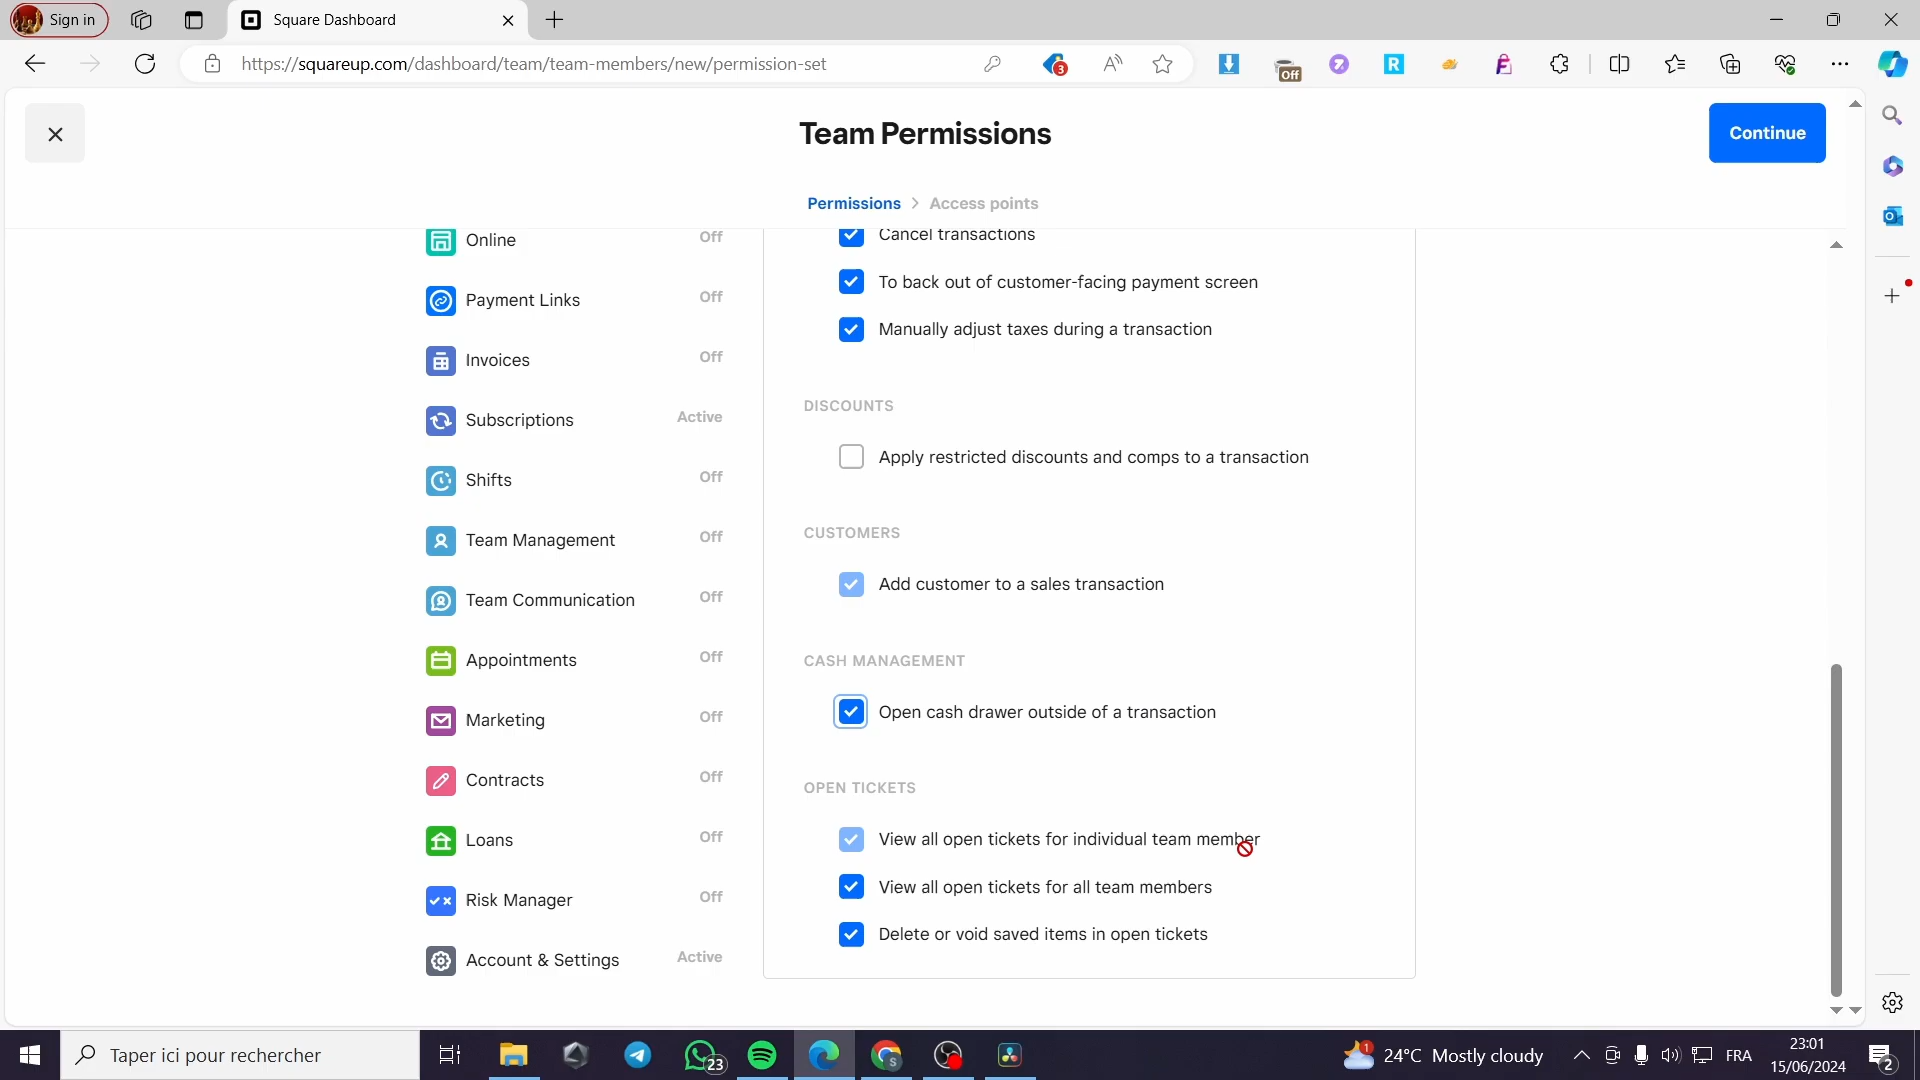 Sign in
Square Dashboard
https://squareup.com/dashboard/team/team-members/new/permission-set
3
Off
Team Permissions
Continue
Permissions > Access points
Online Off
Payment Links Off
Invoices Off
Subscriptions Active
Shifts Off
Team Management Off
Team Communication Off
Appointments Off
Marketing Off
Contracts Off
Loans Off
Risk Manager Off
Account & Settings Active
Cancel transactions
To back out of customer-facing payment screen
Manually adjust taxes during a transaction
DISCOUNTS
Apply restricted discounts and comps to a transaction
CUSTOMERS
Add customer to a sales transaction
CASH MANAGEMENT
Open cash drawer outside of a transaction
OPEN TICKETS
View all open tickets for individual team member
View all open tickets for all team members
Delete or void saved items in open tickets
Taper ici pour rechercher
23
1
24°C Mostly cloudy
FRA
23:01
15/06/2024
2